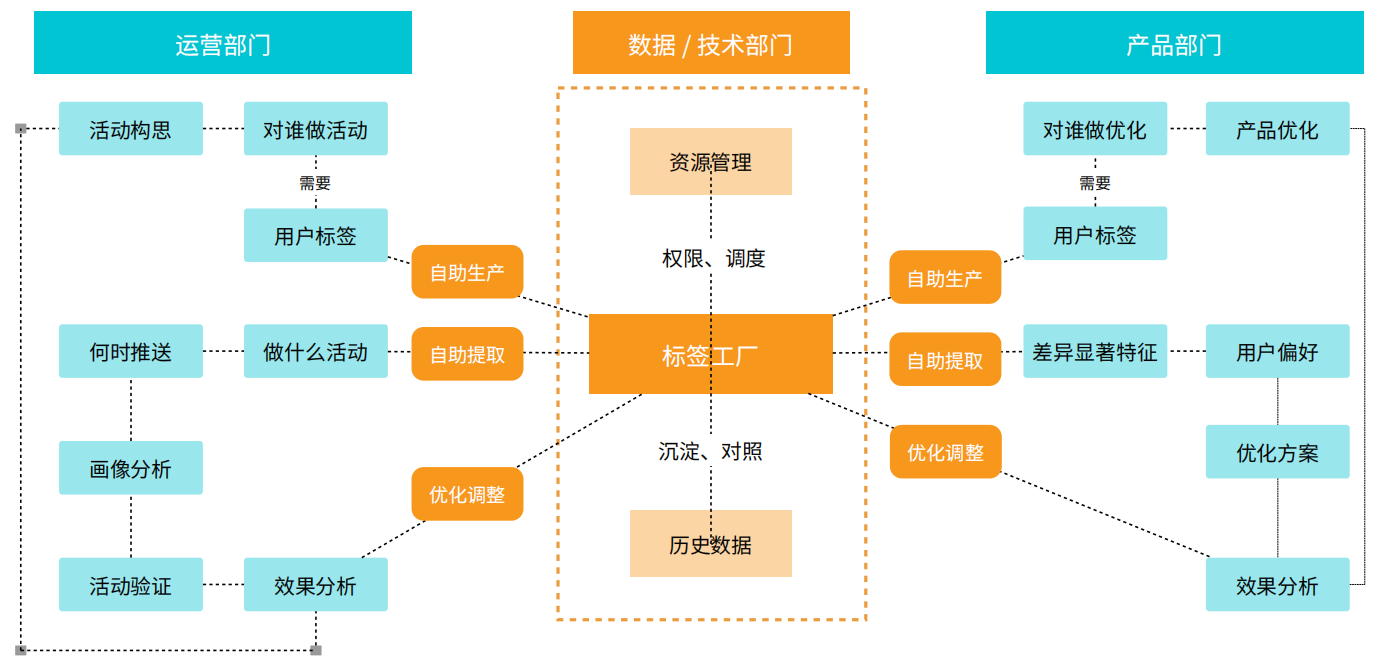 运营部门
数据 / 技术部门
产品部门
活动构思
对谁做活动
资源管理
对谁做优化
产品优化
需要
需要
用户标签
用户标签
权限、调度
自助生产
自助生产
何时推送
做什么活动
自助提取
标签工厂
自助提取
差异显著特征
用户偏好
画像分析
沉淀、对照
优化调整
优化方案
优化调整
历史数据
活动验证
效果分析
效果分析